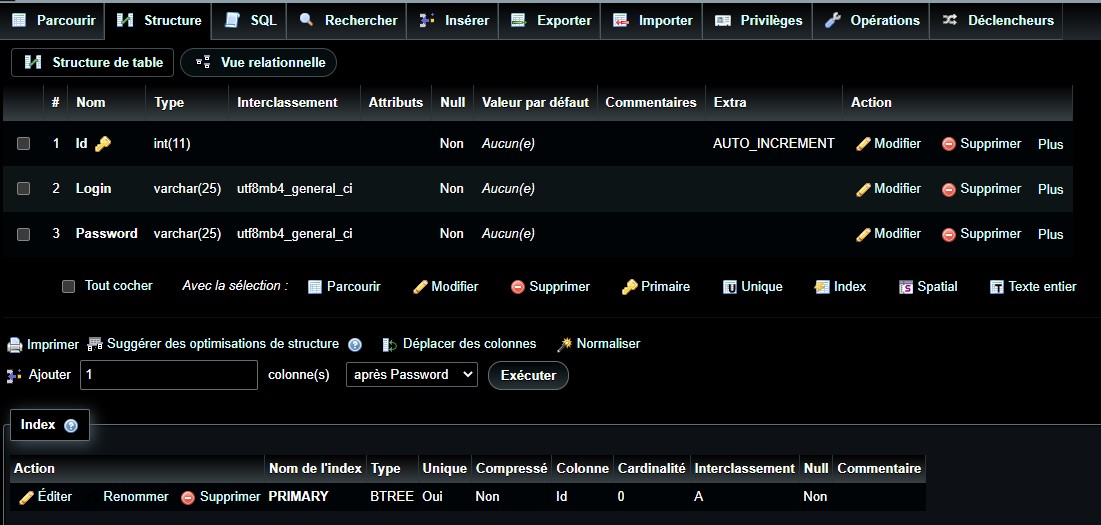 Parcourir Structure SQL Rechercher Insérer Exporter Importer Privilèges Opérations Déclencheurs
Structure de table Vue relationnelle
# Nom Type Interclassement Attributs Null Valeur par défaut Commentaires Extra Action
1 Id int(11) Non Aucun(e) AUTO_INCREMENT Modifier Supprimer Plus
2 Login varchar(25) utf8mb4_general_ci Non Aucun(e) Modifier Supprimer Plus
3 Password varchar(25) utf8mb4_general_ci Non Aucun(e) Modifier Supprimer Plus
Tout cocher Avec la sélection : Parcourir Modifier Supprimer Primaire Unique Index Spatial Texte entier
Imprimer Suggérer des optimisations de structure Déplacer des colonnes Normaliser
Ajouter 1 colonne(s) après Password Exécuter
Index
Action Nom de l'index Type Unique Compressé Colonne Cardinalité Interclassement Null Commentaire
Éditer Renommer Supprimer PRIMARY BTREE Oui Non Id 0 A Non